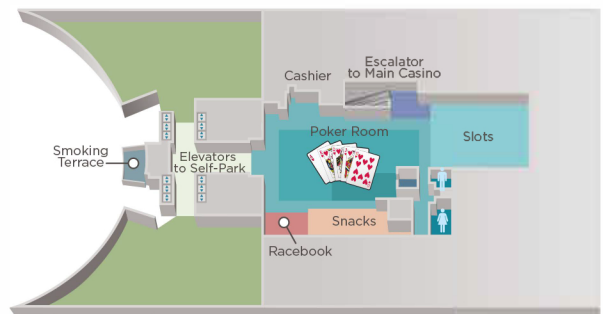 Escalator
to Main Casino
Cashier
Poker Room
Slots
Smoking
Terrace
Elevators
to Self-Park
Snacks
Racebook